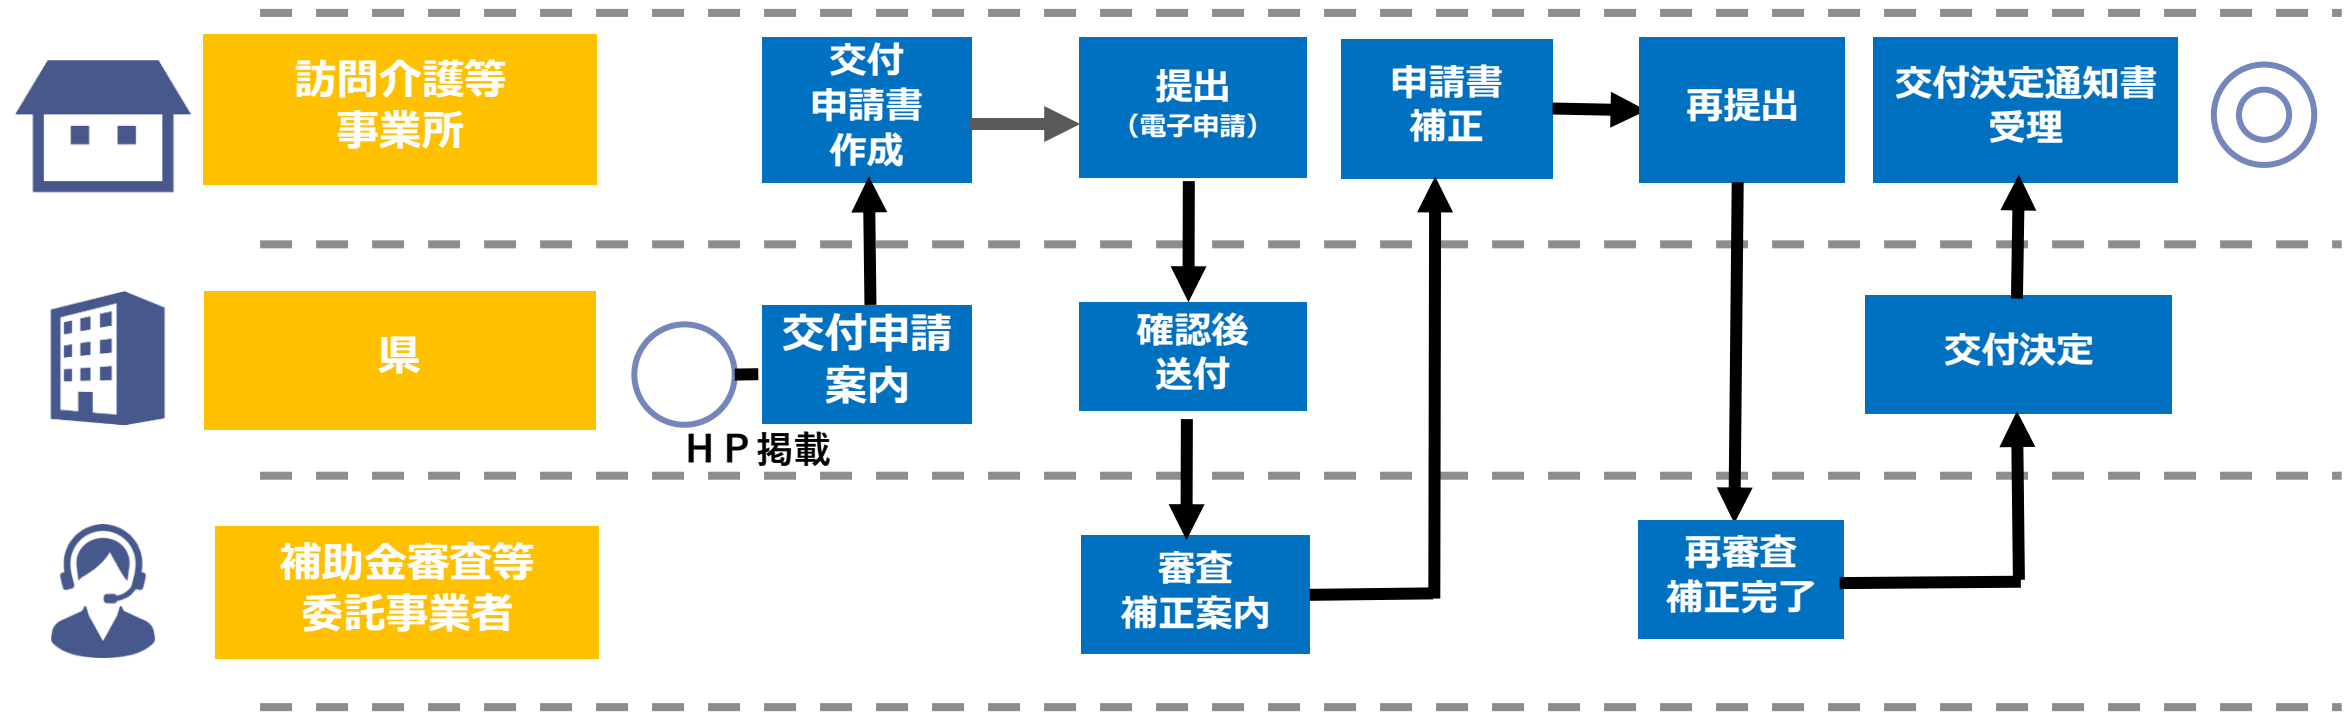 訪問介護等
事業所
交付
申請書
作成
提出
（電子申請）
申請書
補正
再提出
交付決定通知書
受理
県
交付申請
案内
ＨＰ掲載
確認後
送付
交付決定
補助金審査等
委託事業者
審査
補正案内
再審査
補正完了